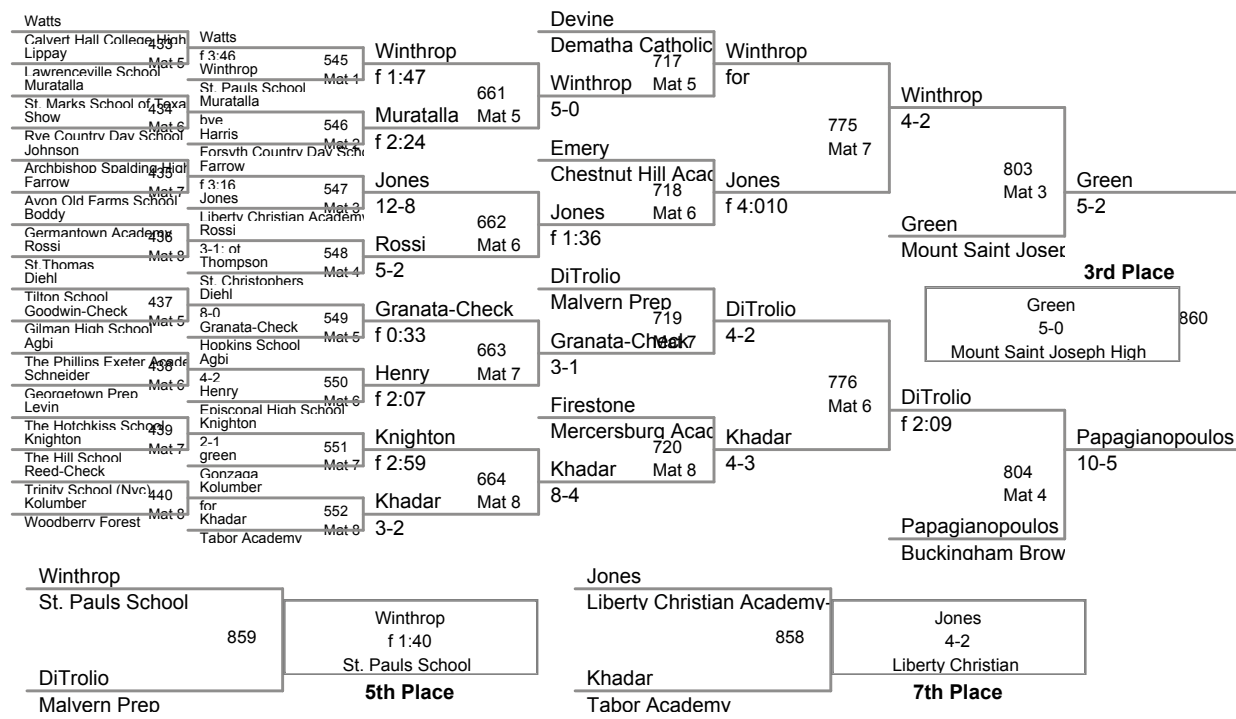 Watts
Calvert Hall College High
433
Mat 5
Lippay
Lawrenceville School
Muratalla
St. Marks School of Texa
434
Mat 6
Show
Rye Country Day School
Johnson
Archbishop Spalding High
435
Mat 7
Farrow
Avon Old Farms School
Boddy
Germantown Academy
436
Mat 8
Rossi
St.Thomas
Diehl
Tilton School
437
Mat 5
Goodwin-Check
Gilman High School
Agbi
The Phillips Exeter Acade
438
Mat 6
Schneider
Georgetown Prep
Levin
The Hotchkiss School
439
Mat 7
Knighton
The Hill School
Reed-Check
Trinity School (Nyc)
440
Mat 8
Kolumber
Woodberry Forest
Watts
f 3:46
545
Mat 1
Winthrop
St. Pauls School
Muratalla
bye
546
Mat 2
Harris
Forsyth Country Day Scho
Farrow
f 3:16
547
Mat 3
Jones
Liberty Christian Academy
Rossi
3-1; ot
548
Mat 4
Thompson
St. Christophers
Diehl
8-0
549
Mat 5
Granata-Check
Hopkins School
Agbi
4-2
550
Mat 6
Henry
Episcopal High School
Knighton
2-1
551
Mat 7
green
Gonzaga
Kolumber
for
552
Mat 8
Khadar
Tabor Academy
Winthrop
f 1:47
661
Mat 5
Muratalla
f 2:24
Jones
12-8
662
Mat 6
Rossi
5-2
Granata-Check
f 0:33
663
Mat 7
Henry
f 2:07
Knighton
f 2:59
664
Mat 8
Khadar
3-2
Devine
Dematha Catholic
717
Mat 5
Winthrop
5-0
Emery
Chestnut Hill Acad
718
Mat 6
Jones
f 1:36
DiTrolio
Malvern Prep
719
Mat 7
Granata-Check
3-1
Firestone
Mercersburg Acad
720
Mat 8
Khadar
8-4
Winthrop
for
775
Mat 7
Jones
f 4:010
DiTrolio
4-2
776
Mat 6
Khadar
4-3
Winthrop
4-2
803
Mat 3
Green
Mount Saint Josep
DiTrolio
f 2:09
804
Mat 4
Papagianopoulos
Buckingham Brow
Green
5-2
3rd Place
Green
5-0
Mount Saint Joseph High
860
Papagianopoulos
10-5
Winthrop
St. Pauls School
859
DiTrolio
Malvern Prep
Winthrop
f 1:40
St. Pauls School
5th Place
Jones
Liberty Christian Academy-
858
Khadar
Tabor Academy
Jones
4-2
Liberty Christian
7th Place